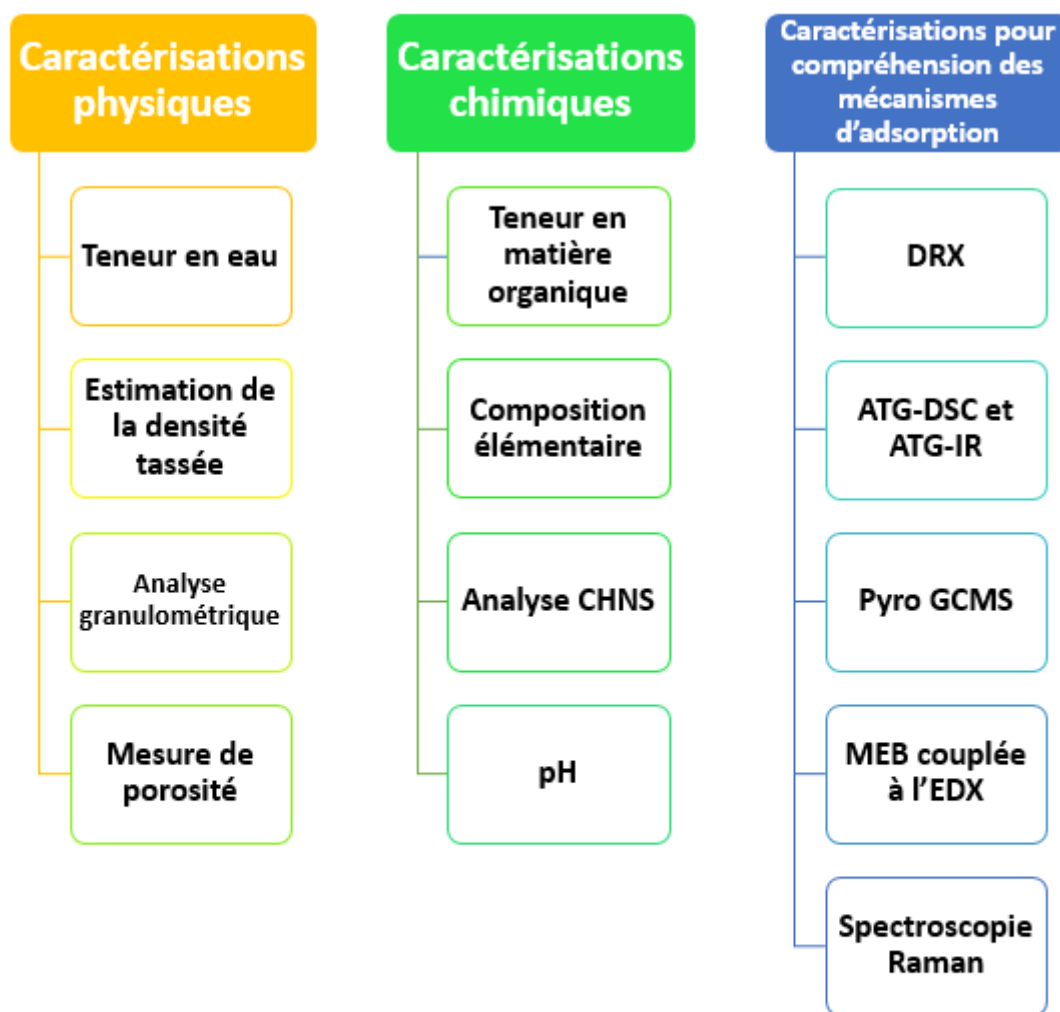 Caractérisations
physiques
Teneur en eau
Estimation de
la densité
tassée
Analyse
granulométrique
Mesure de
porosité
Caractérisations
chimiques
Teneur en
matière
organique
Composition
élémentaire
Analyse CHNS
pH
Caractérisations pour
compréhension des
mécanismes
d’adsorption
DRX
ATG-DSC et
ATG-IR
Pyro GCMS
MEB couplée
à l’EDX
Spectroscopie
Raman